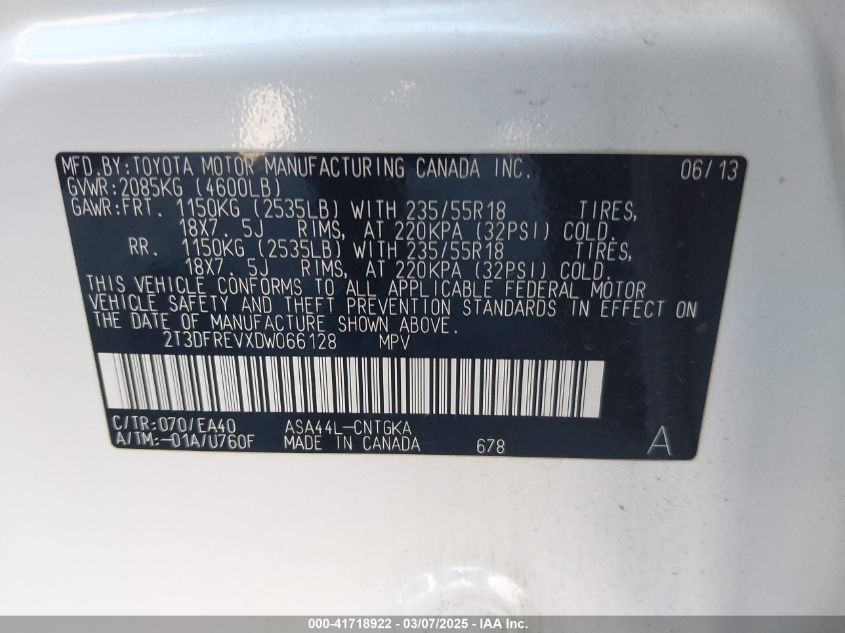 MFD.BY:TOYOTA MOTOR MANUFACTURING CANADA INC. 06/13
GVWR:2085KG (4600LB)
GAWR:FRT. 1150KG (2535LB) WITH 235/55R18 TIRES,
18X7.5J RIMS, AT 220KPA (32PSI) COLD.
RR. 1150KG (2535LB) WITH 235/55R18 TIRES,
18X7.5J RIMS, AT 220KPA (32PSI) COLD.
THIS VEHICLE CONFORMS TO ALL APPLICABLE FEDERAL MOTOR
VEHICLE SAFETY AND THEFT PREVENTION STANDARDS IN EFFECT ON
THE DATE OF MANUFACTURE SHOWN ABOVE.
2T3DFREVXDW066128 MPV
C/TR:070/EA40 ASA44L-CNTGKA
A/TM:-01A/U760F MADE IN CANADA 678 A
000-41718922 - 03/07/2025 - IAA Inc.